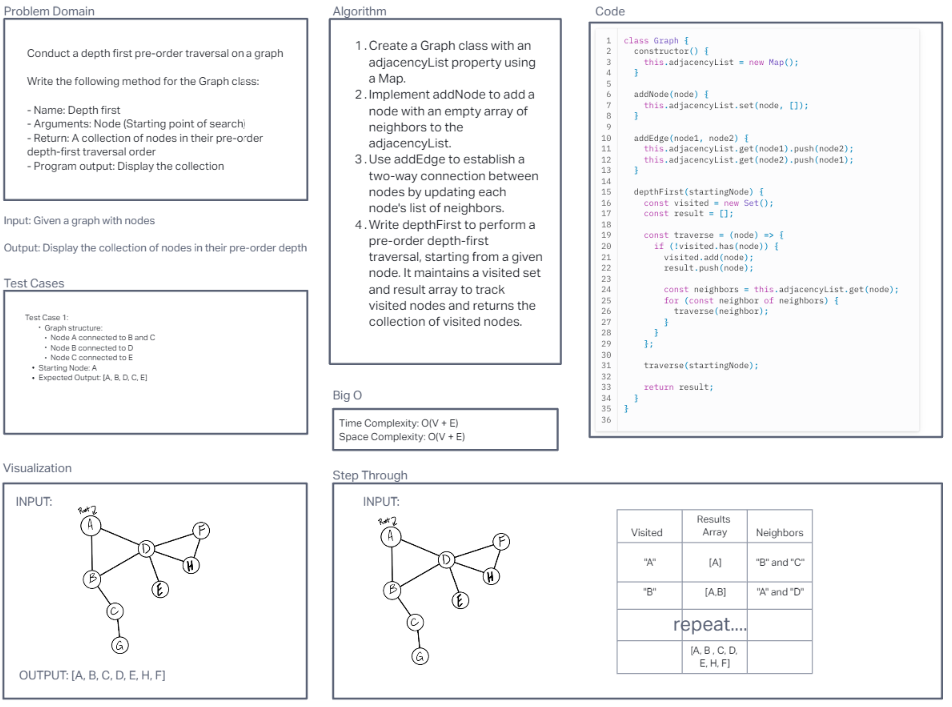 Problem Domain
Conduct a depth first pre-order traversal on a graph
Write the following method for the Graph class:
- Name: Depth first
- Arguments: Node (Starting point of search)
- Return: A collection of nodes in their pre-order
depth-first traversal order
- Program output: Display the collection
Input: Given a graph with nodes
Output: Display the collection of nodes in their pre-order depth
Test Cases
Test Case 1:
• Graph structure:
• Node A connected to B and C
• Node B connected to D
• Node C connected to E
• Starting Node: A
• Expected Output: [A, B, D, C, E]
Algorithm
1. Create a Graph class with an
adjacencyList property using
a Map.
2. Implement addNode to add a
node with an empty array of
neighbors to the
adjacencyList.
3. Use addEdge to establish a
two-way connection between
nodes by updating each
node's list of neighbors.
4. Write depthFirst to perform a
pre-order depth-first
traversal, starting from a given
node. It maintains a visited set
and result array to track
visited nodes and returns the
collection of visited nodes.
Big O
Time Complexity: O(V + E)
Space Complexity: O(V + E)
Code
1 class Graph {
2 constructor() {
3 this.adjacencyList = new Map();
4 }
5
6 addNode(node) {
7 this.adjacencyList.set(node, []);
8 }
9
10 addEdge(node1, node2) {
11 this.adjacencyList.get(node1).push(node2);
12 this.adjacencyList.get(node2).push(node1);
13 }
14
15 depthFirst(startingNode) {
16 const visited = new Set();
17 const result = [];
18
19 const traverse = (node) => {
20 if (!visited.has(node)) {
21 visited.add(node);
22 result.push(node);
23
24 const neighbors = this.adjacencyList.get(node);
25 for (const neighbor of neighbors) {
26 traverse(neighbor);
27 }
28 }
29 };
30
31 traverse(startingNode);
32
33 return result;
34 }
35 }
36
Visualization
INPUT:
Root
A
F
D
H
B
E
C
G
OUTPUT: [A, B, C, D, E, H, F]
Step Through
INPUT:
Root
A
F
D
H
B
E
C
G
Visited
Results
Array
Neighbors
"A"
[A]
"B" and "C"
"B"
[A,B]
"A" and "D"
repeat....
[A, B , C, D,
E, H, F]